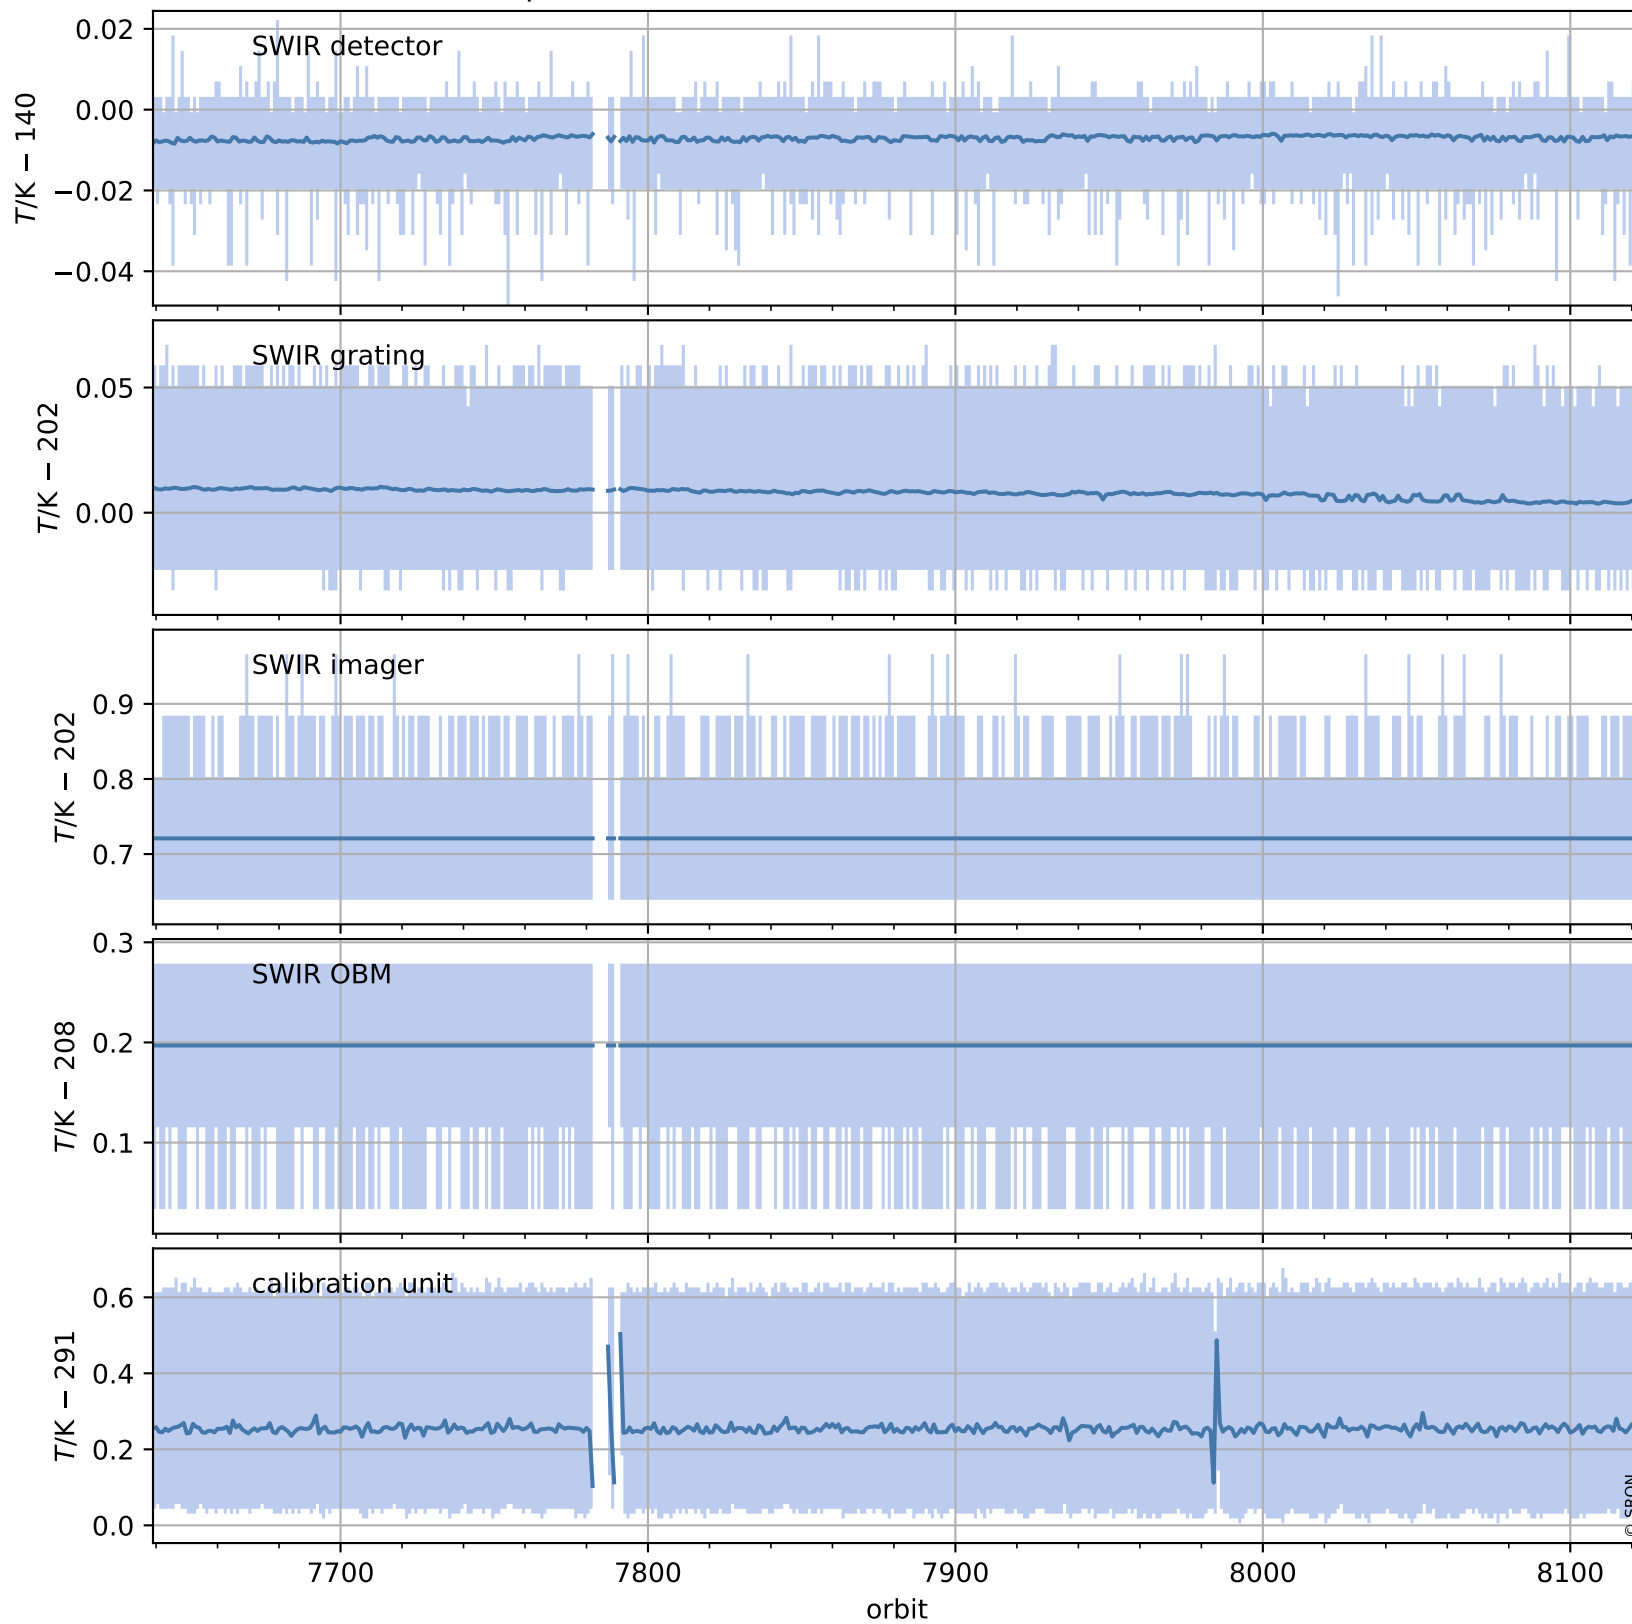 0.02
SWIR detector
0.00
−0.02
−0.04
T/K − 140
SWIR grating
0.05
0.00
T/K − 202
SWIR imager
0.9
0.8
0.7
T/K − 202
0.3
SWIR OBM
0.2
0.1
T/K − 208
calibration unit
0.6
0.4
0.2
0.0
T/K − 291
© SRON
7700 7800 7900 8000 8100
orbit